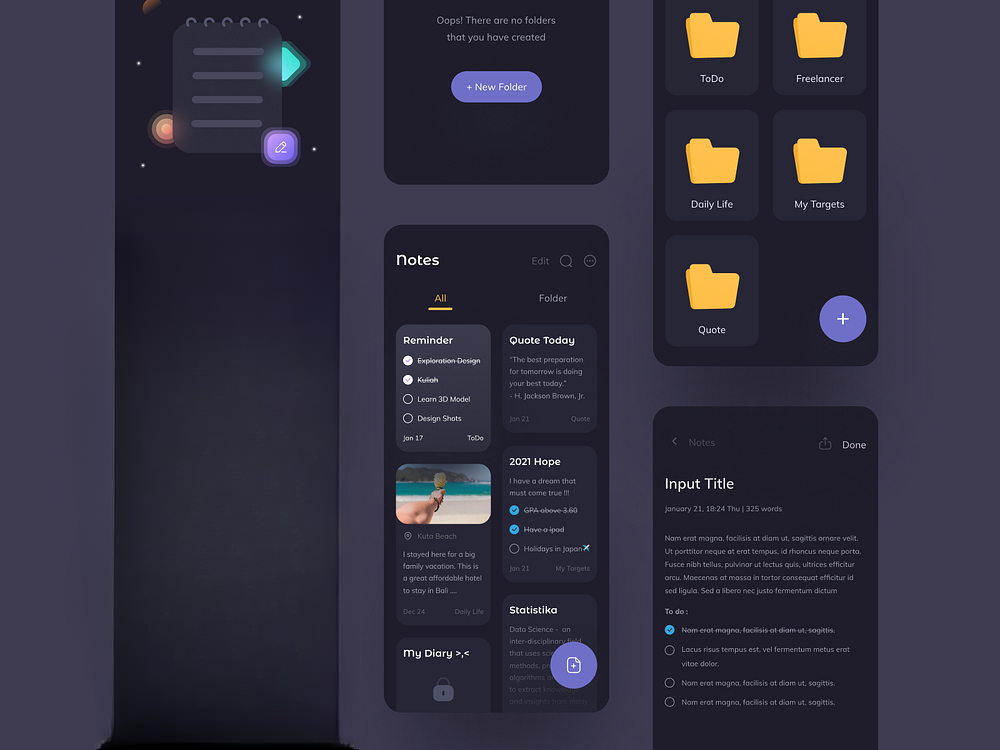 Oops! There are no folders
that you have created
+ New Folder
Notes
Edit
All
Folder
Reminder
Exploration Design
Kuliah
Learn 3D Model
Design Shots
Jan 17
ToDo
Kuta Beach
I stayed here for a big
family vacation. This is
a great affordable hotel
to stay in Bali ....
Dec 24
Daily Life
My Diary >,<
Quote Today
“The best preparation
for tomorrow is doing
your best today.”
- H. Jackson Brown, Jr.
Jan 21
Quote
2021 Hope
I have a dream that
must come true !!!
GPA above 3.60
Have a ipad
Holidays in Japan
Jan 21
My Targets
Statistika
Data Science - an
inter-disciplinary field
that uses
methods,
algorithms
to extract
and insights
ToDo
Freelancer
Daily Life
My Targets
Quote
Notes
Done
Input Title
January 21, 18:24 Thu | 325 words
Nam erat magna, facilisis at diam ut, sagittis ornare velit.
Ut porttitor neque at erat tempus, id rhoncus neque porta.
Fusce nibh tellus, pulvinar ut lectus quis, ultrices efficitur
arcu. Maecenas at massa in tortor consequat efficitur id
sed ligula. Sed a libero nec justo fermentum dictum
To do :
Nam erat magna, facilisis at diam ut, sagittis.
Lacus risus tempus est, vel fermentum metus erat
vitae dolor.
Nam erat magna, facilisis at diam ut, sagittis.
Nam erat magna, facilisis at diam ut, sagittis.